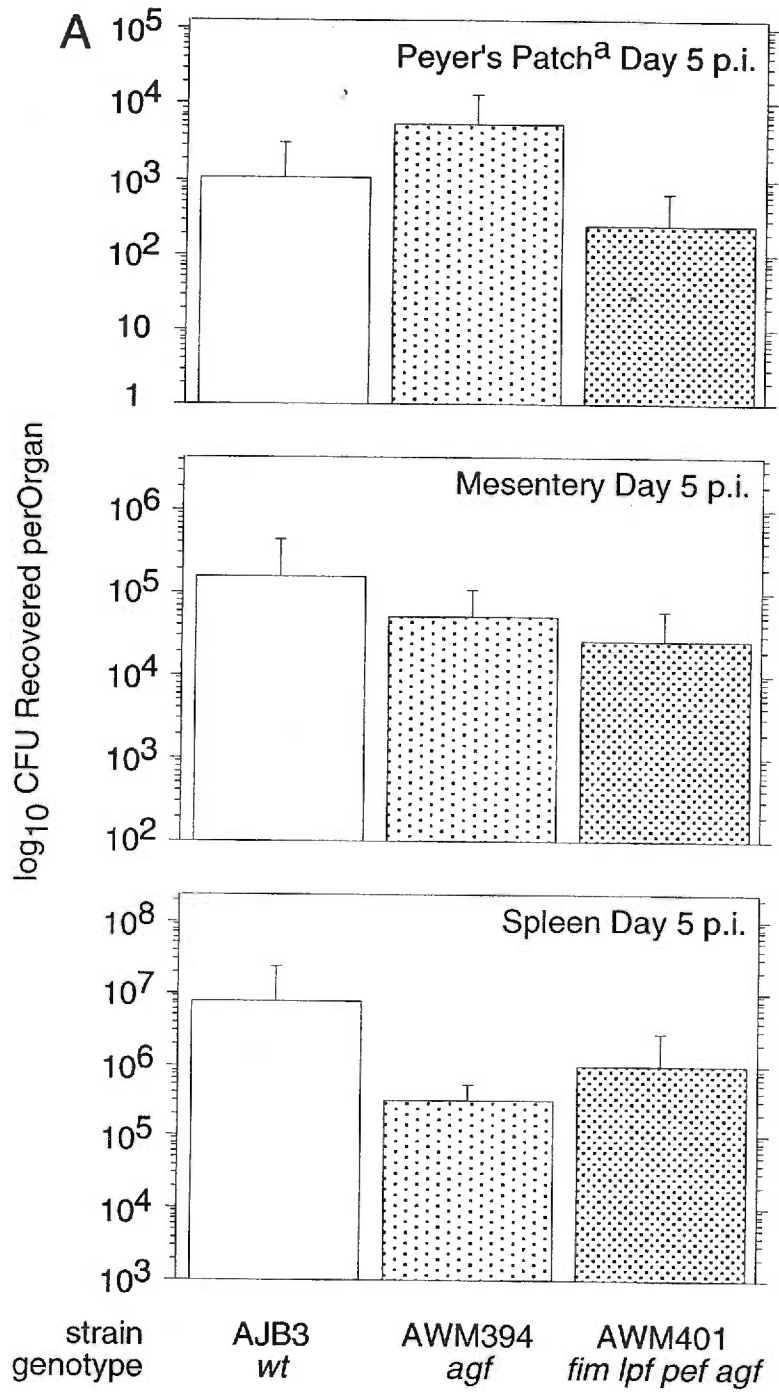 A
log10 CFU Recovered perOrgan
Peyer's Patcha Day 5 p.i.
10^5
10^4
10^3
10^2
10
1
Mesentery Day 5 p.i.
10^6
10^5
10^4
10^3
10^2
Spleen Day 5 p.i.
10^8
10^7
10^6
10^5
10^4
10^3
strain AJB3 AWM394 AWM401
genotype wt agf fim lpf pef agf